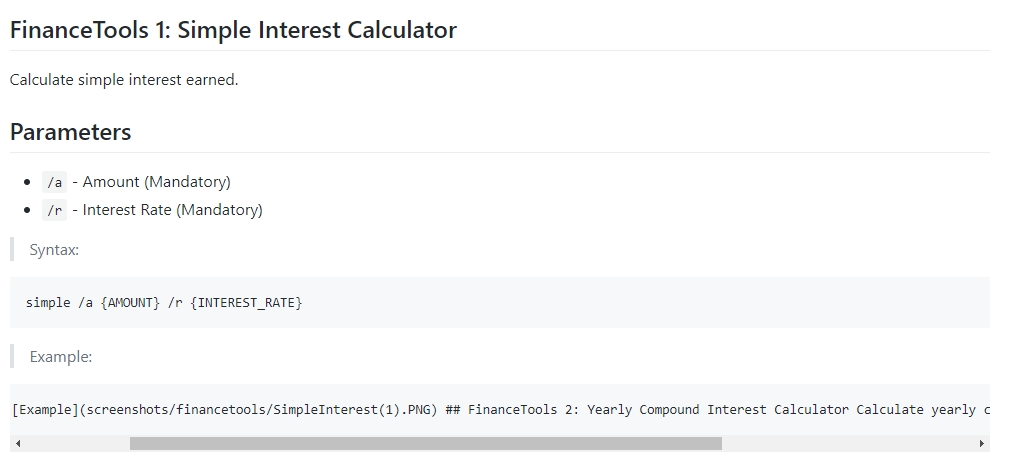 FinanceTools 1: Simple Interest Calculator
Calculate simple interest earned.
Parameters
/a - Amount (Mandatory)
/r - Interest Rate (Mandatory)
Syntax:
simple /a {AMOUNT} /r {INTEREST_RATE}
Example:
[Example](screenshots/financetools/SimpleInterest(1).PNG) ## FinanceTools 2: Yearly Compound Interest Calculator Calculate yearly c